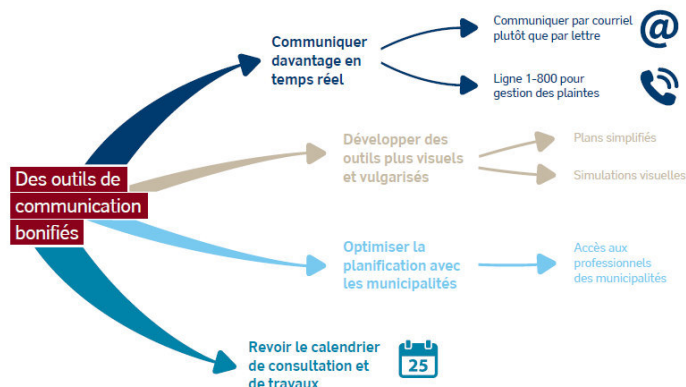 Des outils de
communication
bonifiés
Communiquer
davantage en
temps réel
Communiquer par courriel
plutôt que par lettre
@
Ligne 1-800 pour
gestion des plaintes
Développer des
outils plus visuels
et vulgarisés
Plans simplifiés
Simulations visuelles
Optimiser la
planification avec
les municipalités
Accès aux
professionnels
des municipalités
Revoir le calendrier
de consultation et
de travaux
25